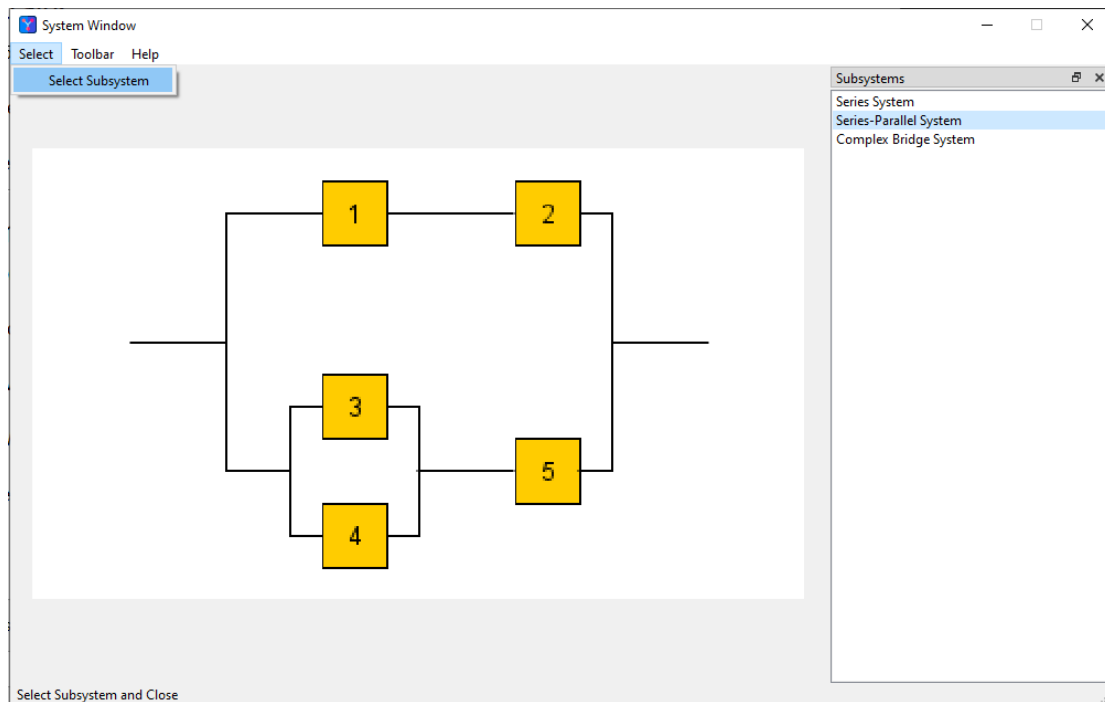 System Window
Select Toolbar Help
Select Subsystem
Subsystems
Series System
Series-Parallel System
Complex Bridge System
1
2
3
4
5
Select Subsystem and Close